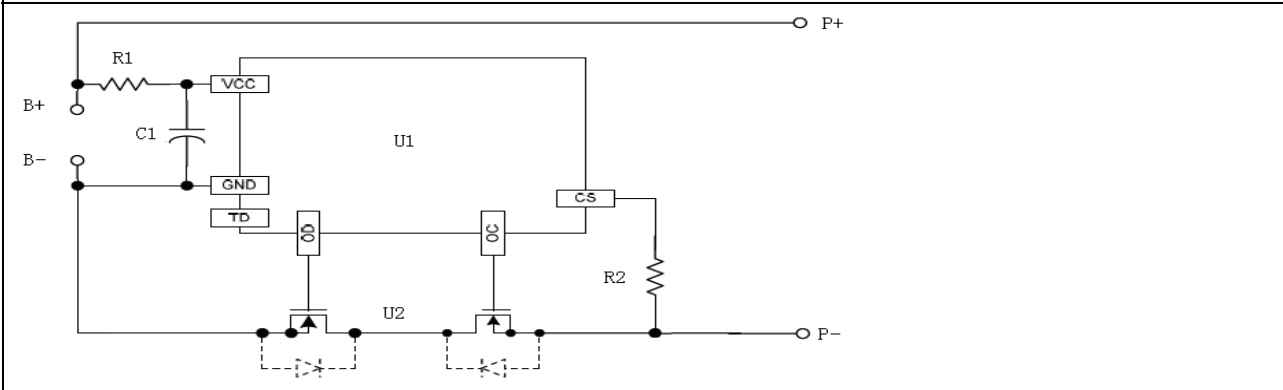 P+
R1
VCC
B+
C1
U1
B-
GND
CS
TD
OD
OC
R2
U2
P-